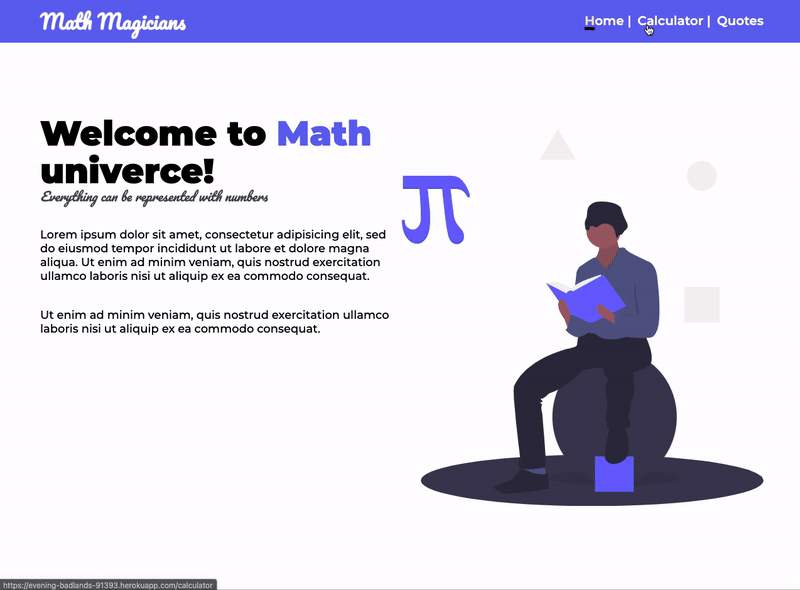 Math Magicians
Home | Calculator | Quotes
Welcome to Math
univerce!
Everything can be represented with numbers
Lorem ipsum dolor sit amet, consectetur adipisicing elit, sed
do eiusmod tempor incididunt ut labore et dolore magna
aliqua. Ut enim ad minim veniam, quis nostrud exercitation
ullamco laboris nisi ut aliquip ex ea commodo consequat.
Ut enim ad minim veniam, quis nostrud exercitation ullamco
laboris nisi ut aliquip ex ea commodo consequat.
π
https://evening-badlands-91393.herokuapp.com/calculator